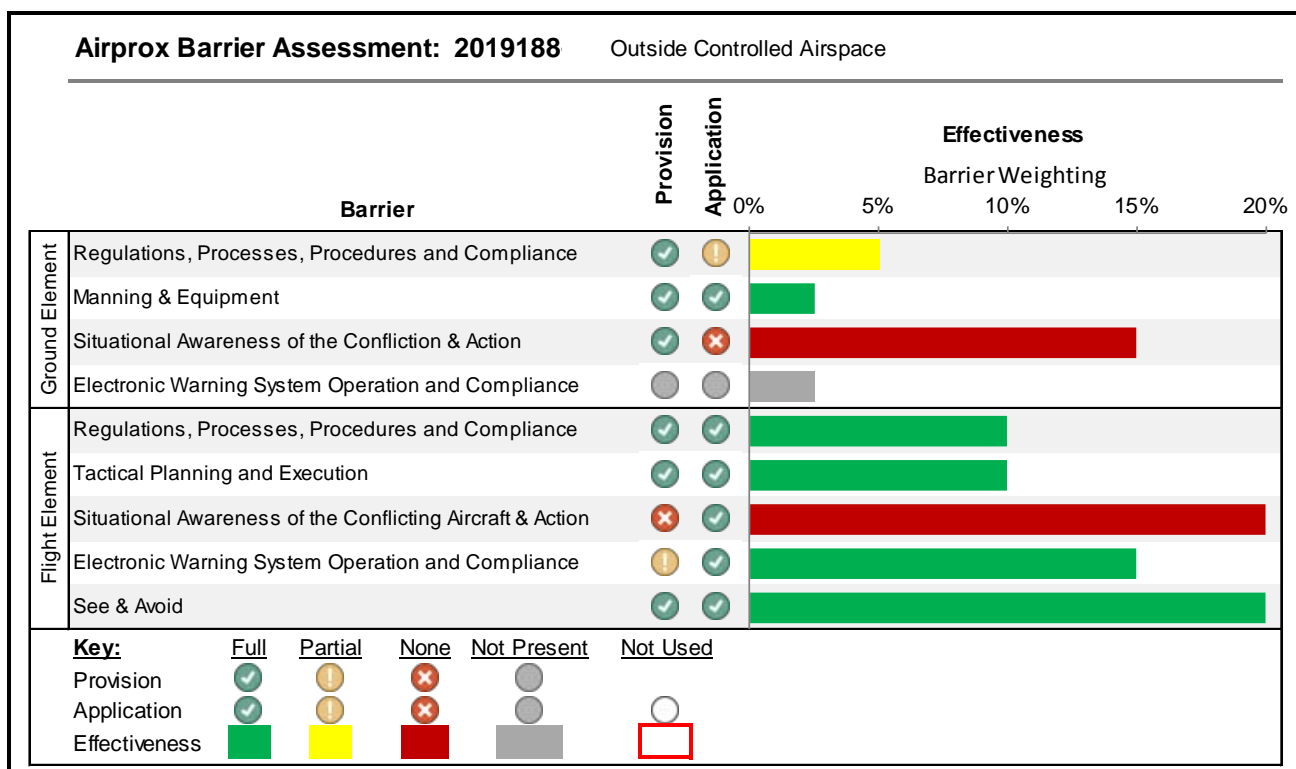 Airprox Barrier Assessment: 2019188 Outside Controlled Airspace
Provision
Application
Effectiveness
Barrier Weighting
Barrier
0% 5% 10% 15% 20%
Ground Element
Regulations, Processes, Procedures and Compliance
Manning & Equipment
Situational Awareness of the Confliction & Action
Electronic Warning System Operation and Compliance
Flight Element
Regulations, Processes, Procedures and Compliance
Tactical Planning and Execution
Situational Awareness of the Conflicting Aircraft & Action
Electronic Warning System Operation and Compliance
See & Avoid
Key: Full Partial None Not Present Not Used
Provision
Application
Effectiveness